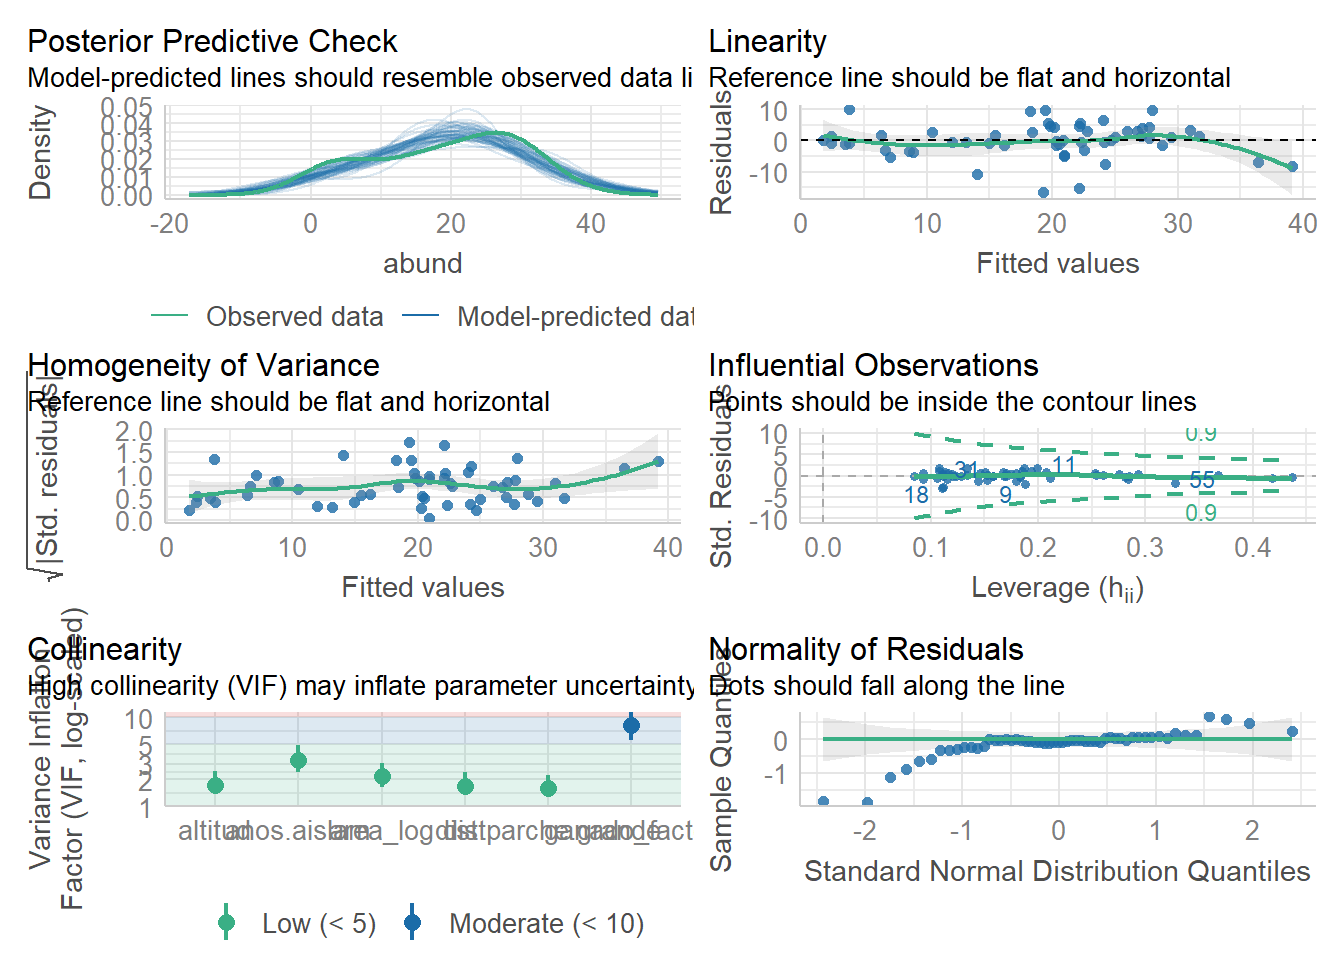 Posterior Predictive Check
Model-predicted lines should resemble observed data li
Density
0.05
0.04
0.03
0.02
0.01
0.00
-20 0 20 40
abund
Observed data Model-predicted dat
Linearity
Reference line should be flat and horizontal
Residuals
10
0
-10
0 10 20 30 40
Fitted values
Homogeneity of Variance
Reference line should be flat and horizontal
√|Std. residuals|
2.0
1.5
1.0
0.5
0.0
0 10 20 30 40
Fitted values
Influential Observations
Points should be inside the contour lines
Std. Residuals
10
5
0
-5
-10
0.9
31
11
18
9
55
0.9
0.0 0.1 0.2 0.3 0.4
Leverage (hii)
Collinearity
High collinearity (VIF) may inflate parameter uncertainty
Variance Inflation
Factor (VIF, log-scaled)
10
5
3
2
1
altitud anos.aislam area_log dist.parche ganado_fact
Low (< 5) Moderate (< 10)
Normality of Residuals
Dots should fall along the line
Sample Quantiles
0
-1
-2 -1 0 1 2
Standard Normal Distribution Quantiles